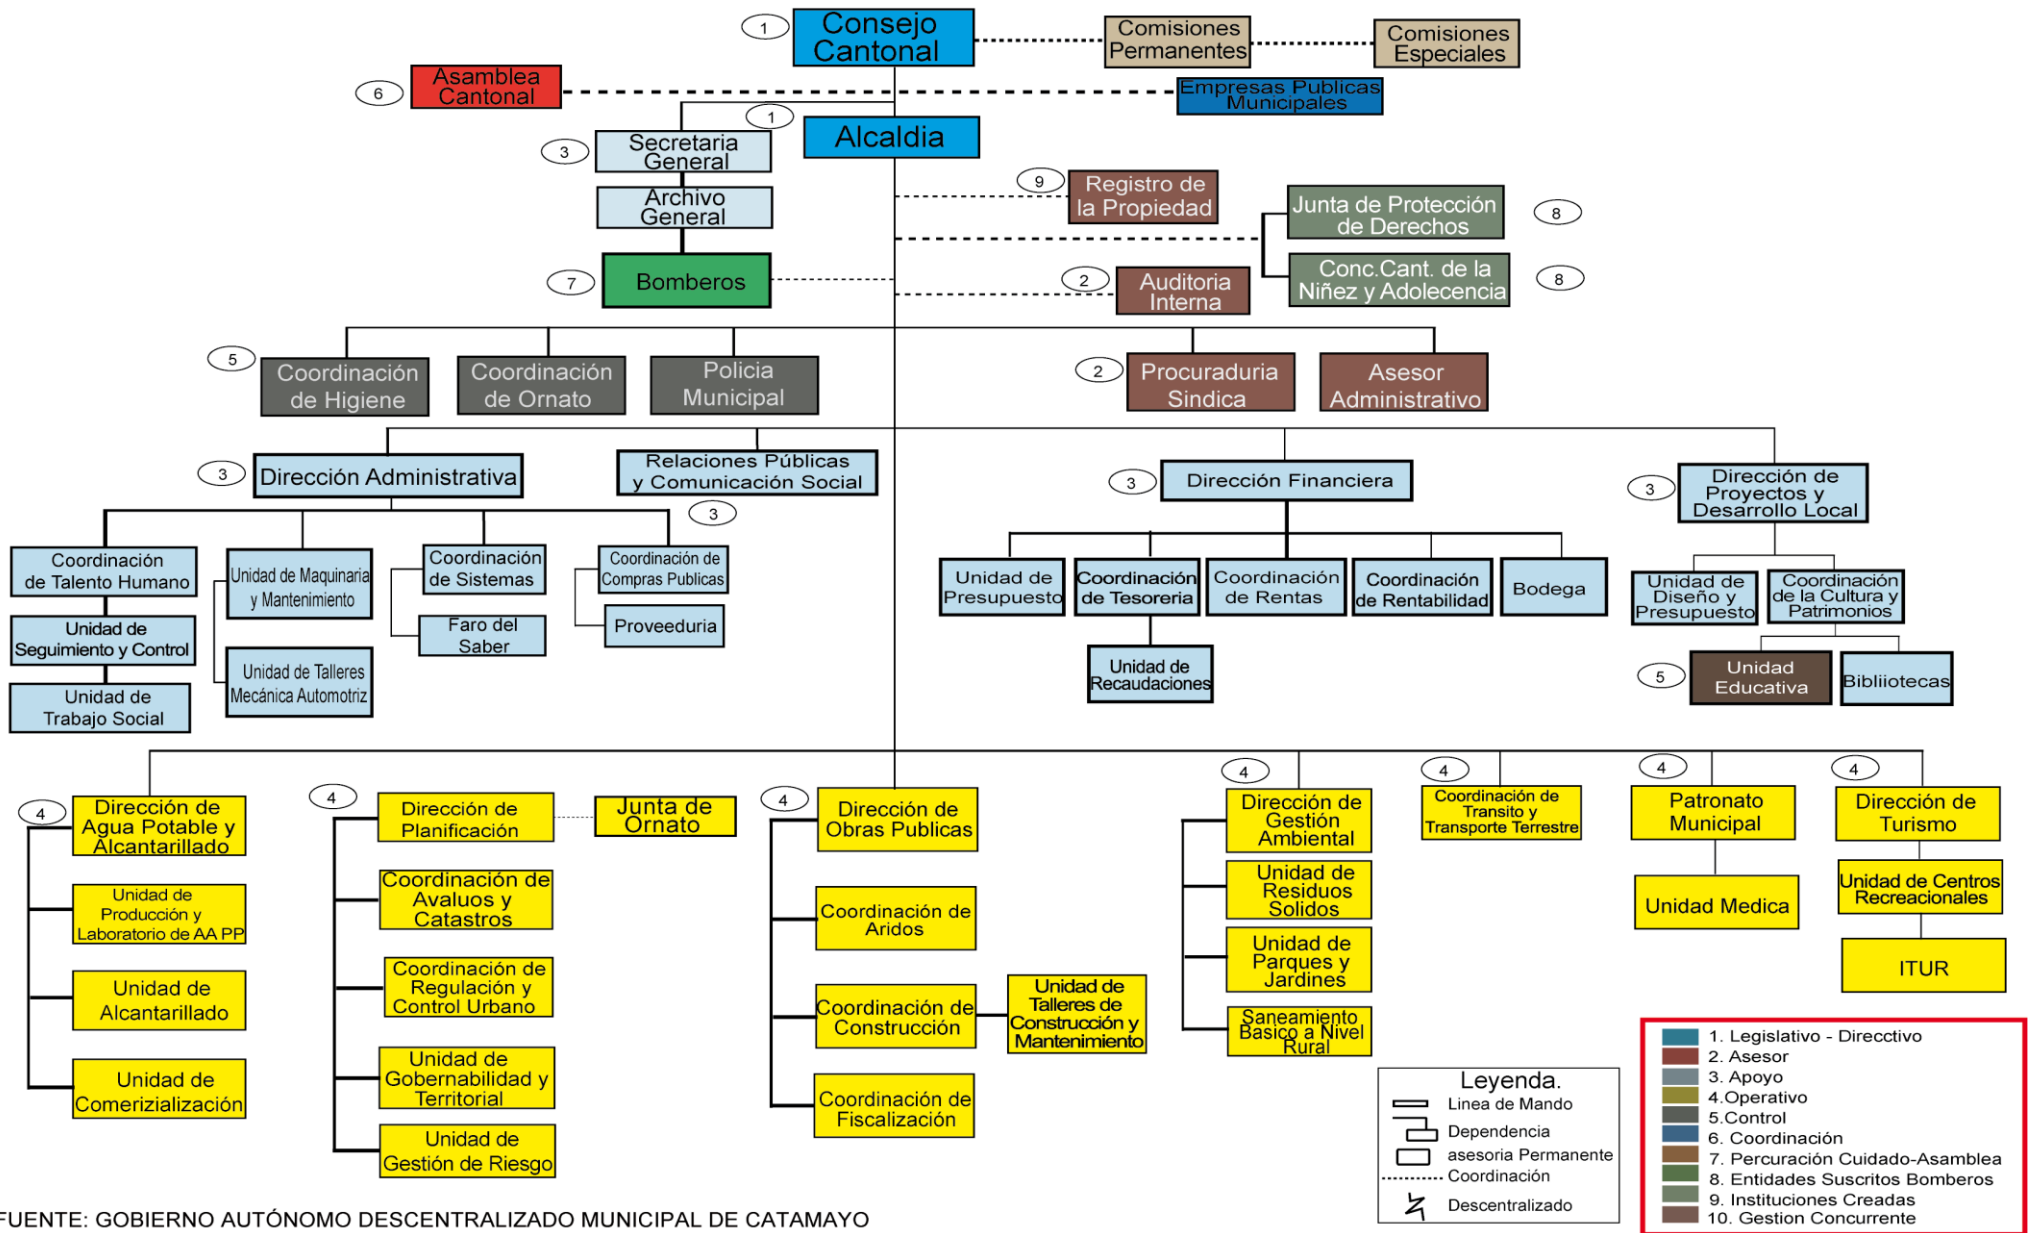 1
Consejo
Cantonal
Comisiones
Permanentes
Comisiones
Especiales
6
Asamblea
Cantonal
Empresas Publicas
Municipales
1
Alcaldia
3
Secretaria
General
Archivo
General
7
Bomberos
9
Registro de
la Propiedad
Junta de Protección
de Derechos
8
2
Auditoria
Interna
Conc.Cant. de la
Niñez y Adolecencia
8
5
Coordinación
de Higiene
Coordinación
de Ornato
Policia
Municipal
2
Procuraduria
Sindica
Asesor
Administrativo
3
Dirección Administrativa
Relaciones Públicas
y Comunicación Social
3
3
Dirección Financiera
3
Dirección de
Proyectos y
Desarrollo Local
Coordinación
de Talento Humano
Unidad de
Seguimiento y Control
Unidad de
Trabajo Social
Unidad de Maquinaria
y Mantenimiento
Unidad de Talleres
Mecánica Automotriz
Coordinación
de Sistemas
Faro del
Saber
Coordinación de
Compras Publicas
Proveeduria
Unidad de
Presupuesto
Coordinación
de Tesoreria
Unidad de
Recaudaciones
Coordinación
de Rentas
Coordinación
de Rentabilidad
Bodega
Unidad de
Diseño y
Presupuesto
Coordinación
de la Cultura y
Patrimonios
5
Unidad
Educativa
Bibliiotecas
4
Dirección de
Agua Potable y
Alcantarillado
Unidad de
Producción y
Laboratorio de AA PP
Unidad de
Alcantarillado
Unidad de
Comerizialización
4
Dirección de
Planificación
Junta de
Ornato
Coordinación de
Avaluos y
Catastros
Coordinación de
Regulación y
Control Urbano
Unidad de
Gobernabilidad y
Territorial
Unidad de
Gestión de Riesgo
4
Dirección de
Obras Publicas
Coordinación de
Aridos
Coordinación de
Construcción
Unidad de
Talleres de
Construcción y
Mantenimiento
Coordinación de
Fiscalización
4
Dirección de
Gestión
Ambiental
Unidad de
Residuos
Solidos
Unidad de
Parques y
Jardines
Saneamiento
Basico a Nivel
Rural
4
Coordinación de
Transito y
Transporte Terrestre
4
Patronato
Municipal
Unidad Medica
4
Dirección de
Turismo
Unidad de Centros
Recreacionales
ITUR
Leyenda.
Linea de Mando
Dependencia
asesoria Permanente
Coordinación
Descentralizado
1. Legislativo - Direcctivo
2. Asesor
3. Apoyo
4.Operativo
5.Control
6. Coordinación
7. Percuración Cuidado-Asamblea
8. Entidades Suscritos Bomberos
9. Instituciones Creadas
10. Gestion Concurrente
FUENTE: GOBIERNO AUTÓNOMO DESCENTRALIZADO MUNICIPAL DE CATAMAYO